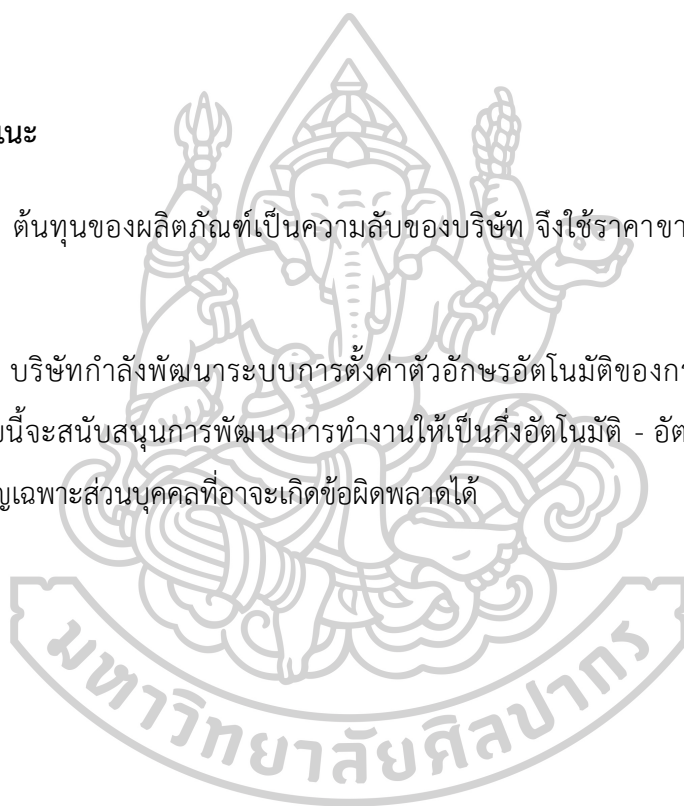 แนะ
ต้นทุนของผลิตภัณฑ์เป็นความลับของบริษัท จึงใช้ราคาขา
บริษัทกำลังพัฒนาระบบการตั้งค่าตัวอักษรอัตโนมัติของกร
ยนี้จะสนับสนุนการพัฒนาการทำงานให้เป็นกึ่งอัตโนมัติ - อัต
ญเฉพาะส่วนบุคคลที่อาจจะเกิดข้อผิดพลาดได้
มหาวิทยาลัยศิลปากร